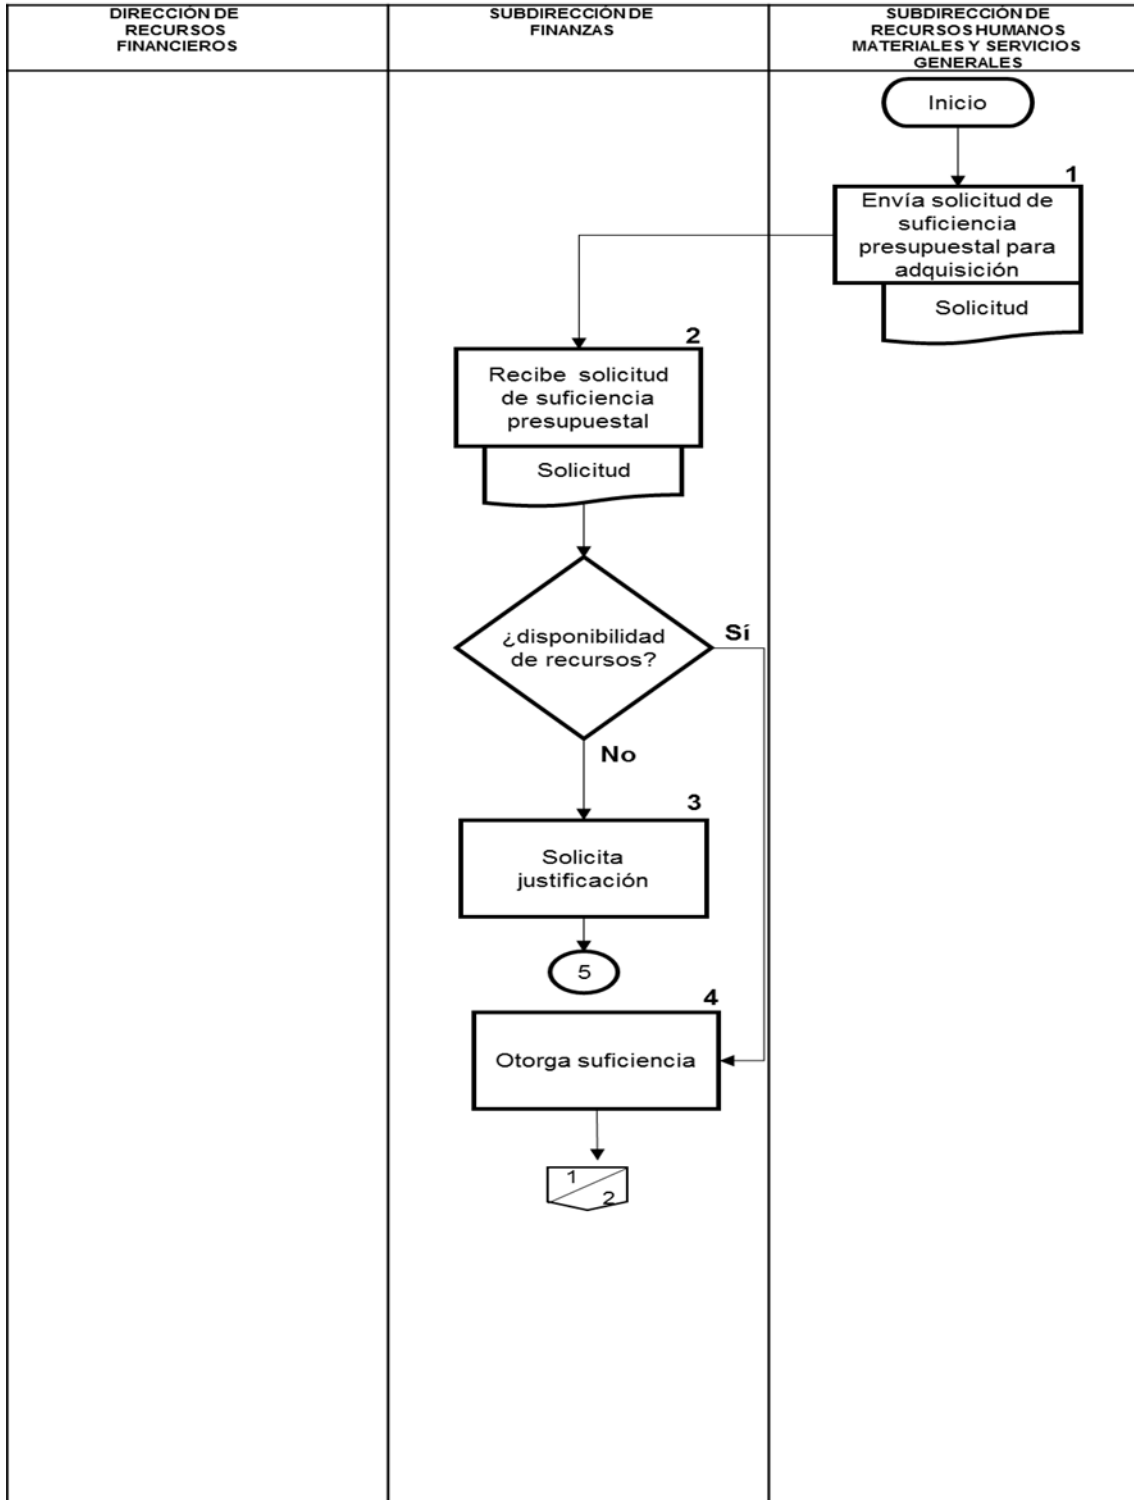 DIRECCIÓN DE
RECURSOS
FINANCIEROS
SUBDIRECCIÓN DE
FINANZAS
SUBDIRECCIÓN DE
RECURSOS HUMANOS
MATERIALES Y SERVICIOS
GENERALES
Inicio
1
Envía solicitud de
suficiencia
presupuestal para
adquisición
Solicitud
2
Recibe solicitud
de suficiencia
presupuestal
Solicitud
¿disponibilidad
de recursos?
Sí
No
3
Solicita
justificación
5
4
Otorga suficiencia
1
2